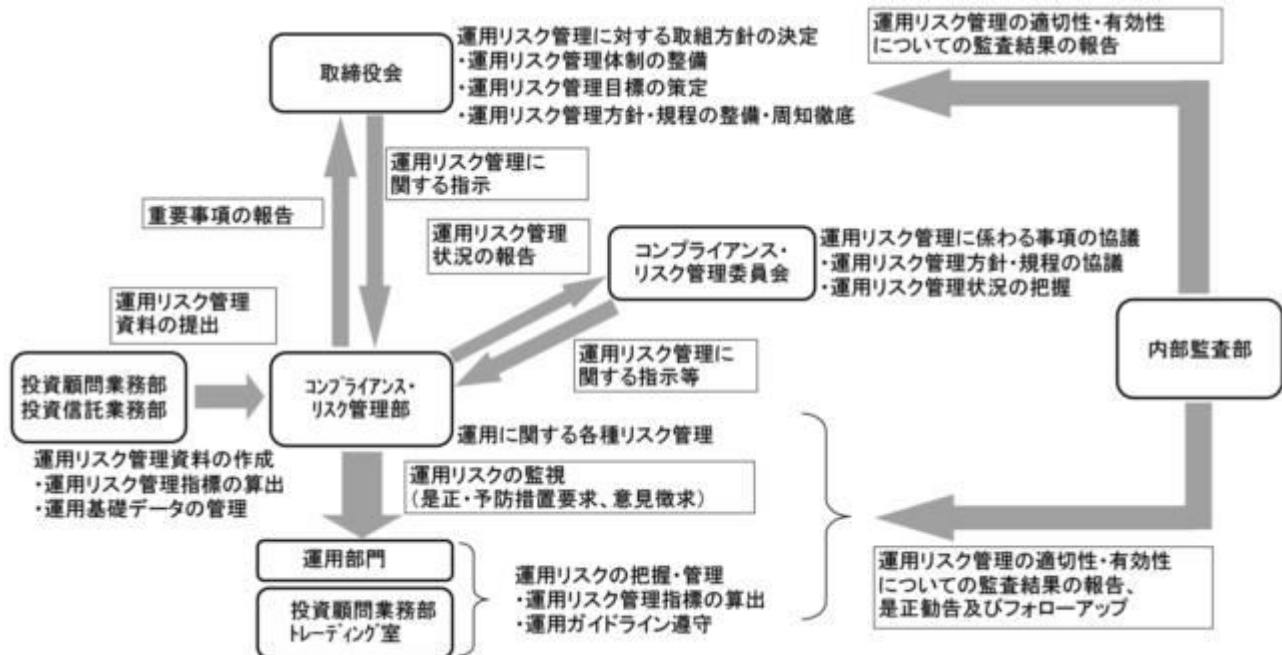 取締役会
運用リスク管理に対する取組方針の決定
・運用リスク管理体制の整備
・運用リスク管理目標の策定
・運用リスク管理方針・規程の整備・周知徹底
運用リスク管理の適切性・有効性
についての監査結果の報告
運用リスク管理に
関する指示
重要事項の報告
運用リスク管理
状況の報告
コンプライアンス・
リスク管理委員会
運用リスク管理に係わる事項の協議
・運用リスク管理方針・規程の協議
・運用リスク管理状況の把握
運用リスク管理
資料の提出
内部監査部
運用リスク管理に
関する指示等
投資顧問業務部
投資信託業務部
コンプライアンス・
リスク管理部
運用に関する各種リスク管理
運用リスク管理資料の作成
・運用リスク管理指標の算出
・運用基礎データの管理
運用リスクの監視
（是正・予防措置要求、意見徴求）
運用部門
投資顧問業務部
トレーディング室
運用リスクの把握・管理
・運用リスク管理指標の算出
・運用ガイドライン遵守
運用リスク管理の適切性・有効性
についての監査結果の報告、
是正勧告及びフォローアップ